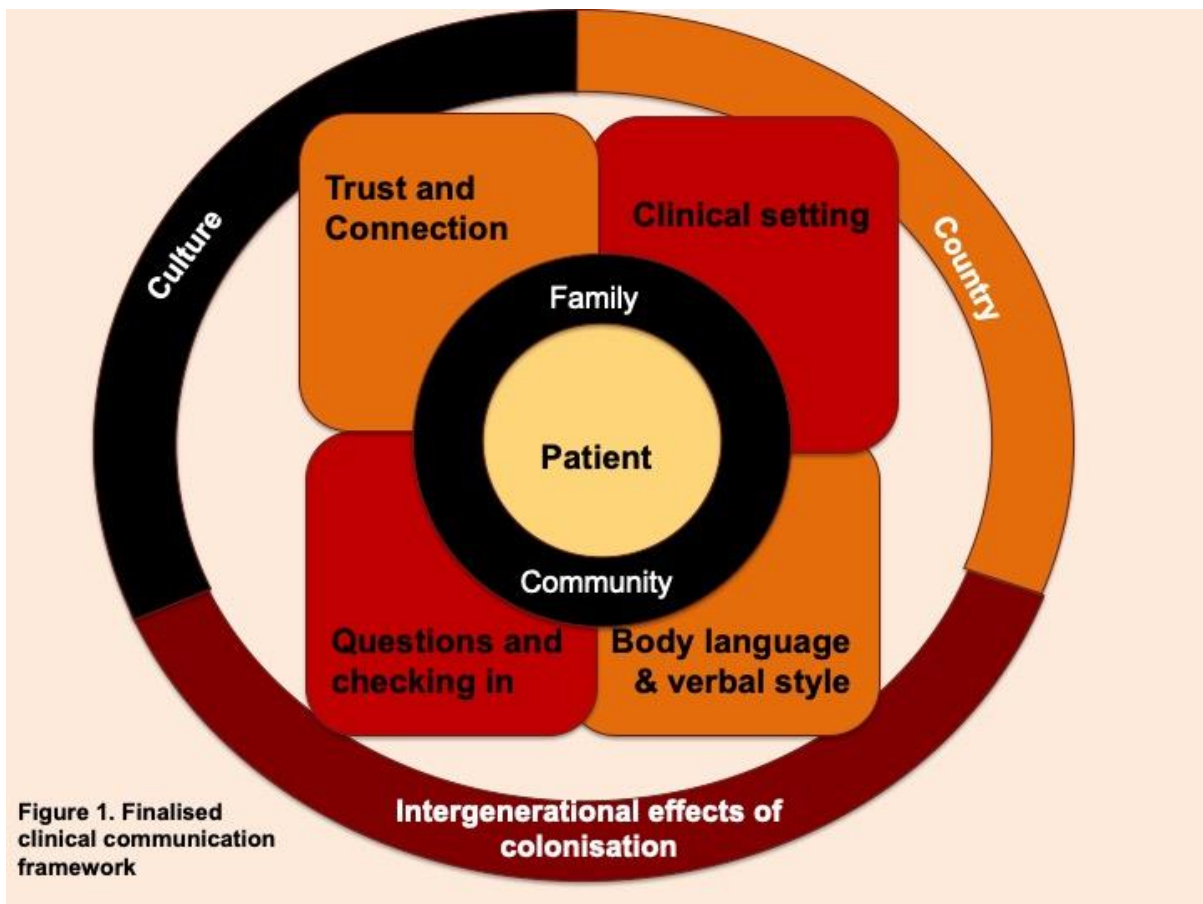 Culture
Country
Trust and
Connection
Clinical setting
Family
Patient
Community
Questions and
checking in
Body language
& verbal style
Intergenerational effects of
colonisation
Figure 1. Finalised
clinical communication
framework